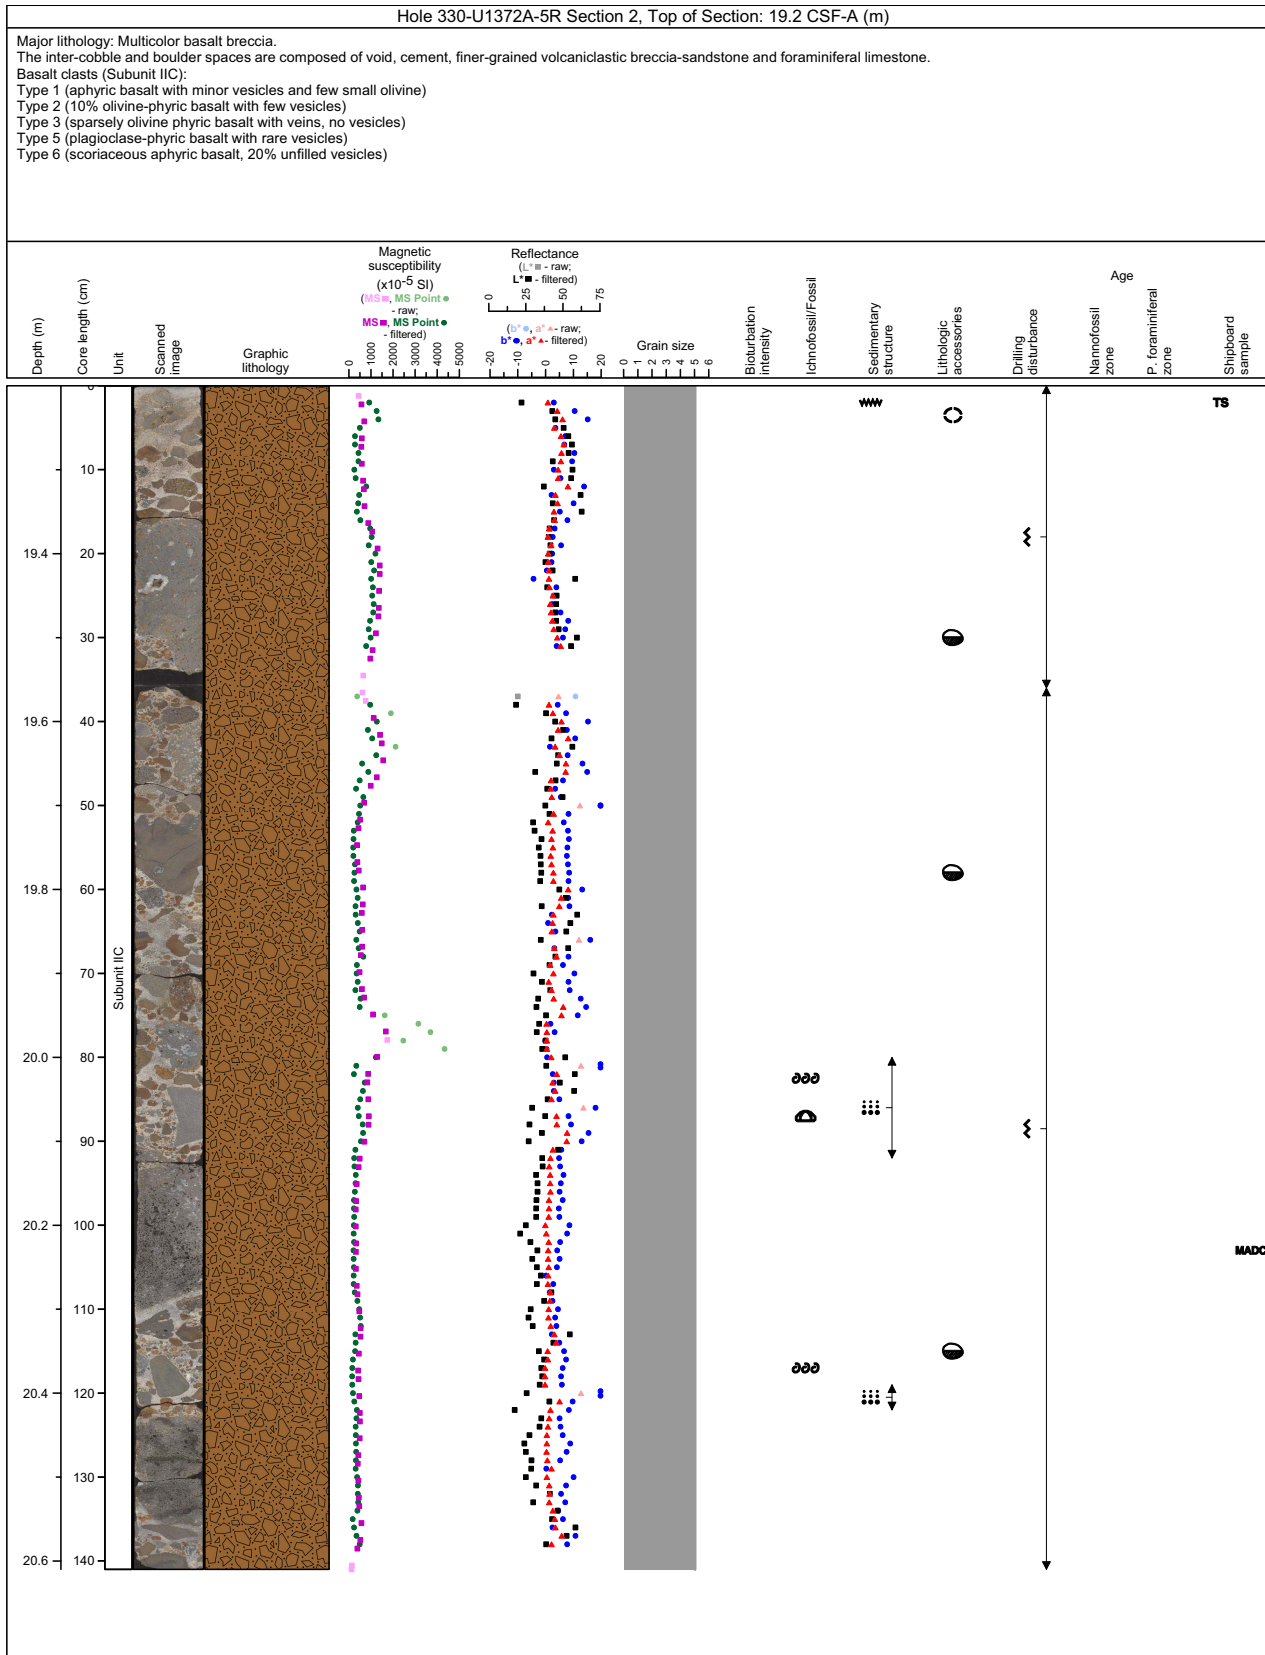 Hole 330-U1372A-5R Section 2, Top of Section: 19.2 CSF-A (m)
Major lithology: Multicolor basalt breccia.
The inter-cobble and boulder spaces are composed of void, cement, finer-grained volcaniclastic breccia-sandstone and foraminiferal limestone.
Basalt clasts (Subunit IIC):
Type 1 (aphyric basalt with minor vesicles and few small olivine)
Type 2 (10% olivine-phyric basalt with few vesicles)
Type 3 (sparsely olivine phyric basalt with veins, no vesicles)
Type 5 (plagioclase-phyric basalt with rare vesicles)
Type 6 (scoriaceous aphyric basalt, 20% unfilled vesicles)
Depth (m)
Core length (cm)
Unit
Scanned
image
Graphic
lithology
Magnetic
susceptibility
(x10-5 SI)
(MS■, MS Point●
- raw;
MS■, MS Point●
- filtered)
0 1000 2000 3000 4000 5000
Reflectance
(L*■ - raw;
L*■ - filtered)
0 25 50 75
(b*●, a*▲- raw;
b*●, a*▲- filtered)
-20 -10 0 10 20
Grain size
0 1 2 3 4 5 6
Bioturbation
intensity
Ichnofossil/Fossil
Sedimentary
structure
Lithologic
accessories
Drilling
disturbance
Age
Nannofossil
zone
P. foraminiferal
zone
Shipboard
sample
0
TS
10
19.4 20
30
19.6 40
50
19.8 60
70
Subunit IIC
20.0 80
90
20.2 100
MADC
110
20.4 120
130
20.6 140